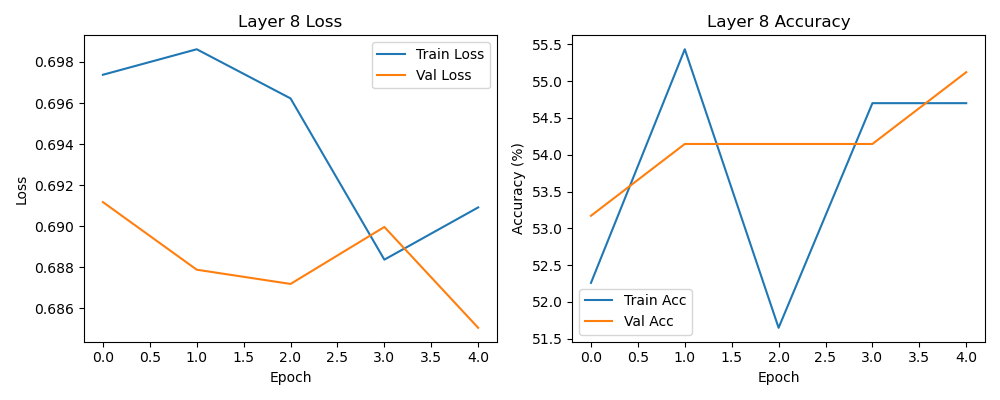 Layer 8 Loss
Train Loss
Val Loss
0.698
0.696
0.694
0.692
0.690
0.688
0.686
Loss
0.0 0.5 1.0 1.5 2.0 2.5 3.0 3.5 4.0
Epoch
Layer 8 Accuracy
55.5
55.0
54.5
54.0
53.5
53.0
52.5
52.0
51.5
Accuracy (%)
Train Acc
Val Acc
0.0 0.5 1.0 1.5 2.0 2.5 3.0 3.5 4.0
Epoch